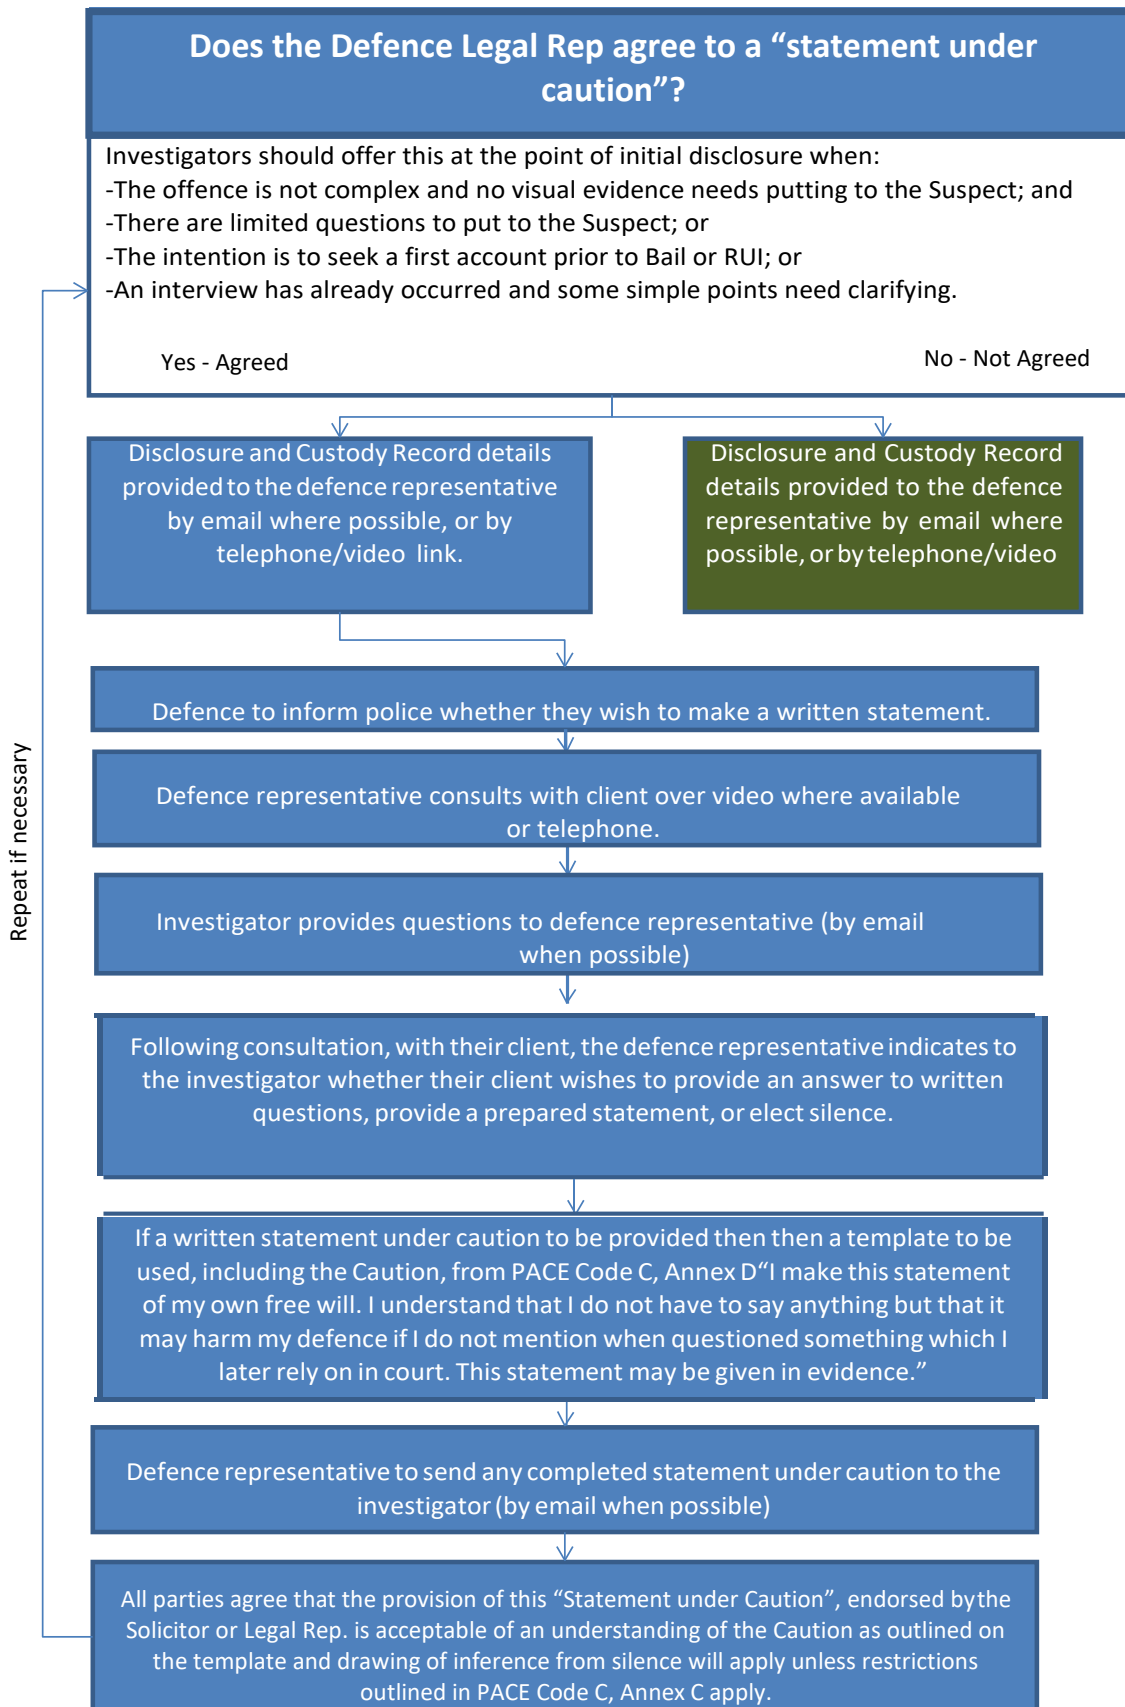 Does the Defence Legal Rep agree to a “statement under
caution”?
Investigators should offer this at the point of initial disclosure when:
-The offence is not complex and no visual evidence needs putting to the Suspect; and
-There are limited questions to put to the Suspect; or
-The intention is to seek a first account prior to Bail or RUI; or
-An interview has already occurred and some simple points need clarifying.
Yes - Agreed
No - Not Agreed
Disclosure and Custody Record details
provided to the defence representative
by email where possible, or by
telephone/video link.
Disclosure and Custody Record
details provided to the defence
representative by email where
possible, or by telephone/video
Defence to inform police whether they wish to make a written statement.
Defence representative consults with client over video where available
or telephone.
Investigator provides questions to defence representative (by email
when possible)
Following consultation, with their client, the defence representative indicates to
the investigator whether their client wishes to provide an answer to written
questions, provide a prepared statement, or elect silence.
If a written statement under caution to be provided then then a template to be
used, including the Caution, from PACE Code C, Annex D“I make this statement
of my own free will. I understand that I do not have to say anything but that it
may harm my defence if I do not mention when questioned something which I
later rely on in court. This statement may be given in evidence.”
Defence representative to send any completed statement under caution to the
investigator (by email when possible)
All parties agree that the provision of this “Statement under Caution”, endorsed by the
Solicitor or Legal Rep. is acceptable of an understanding of the Caution as outlined on
the template and drawing of inference from silence will apply unless restrictions
outlined in PACE Code C, Annex C apply.
Repeat if necessary